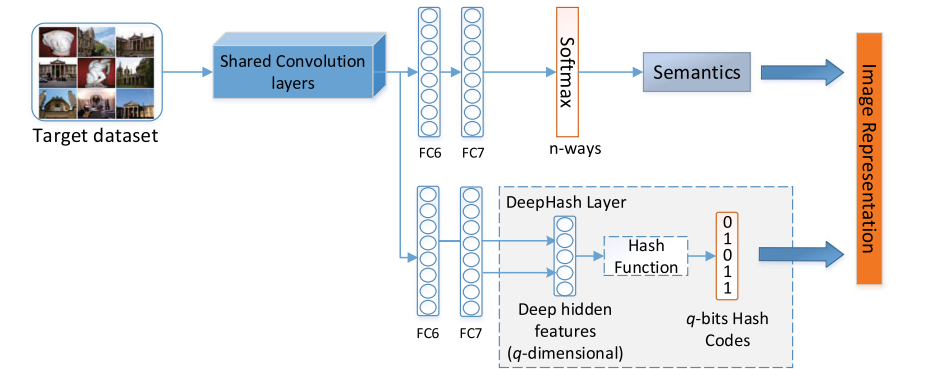 Target dataset
Shared Convolution
layers
FC6
FC7
Softmax
n-ways
Semantics
Image Representation
FC6
FC7
DeepHash Layer
Deep hidden
features
(q-dimensional)
Hash
Function
0
1
0
1
1
q-bits Hash
Codes